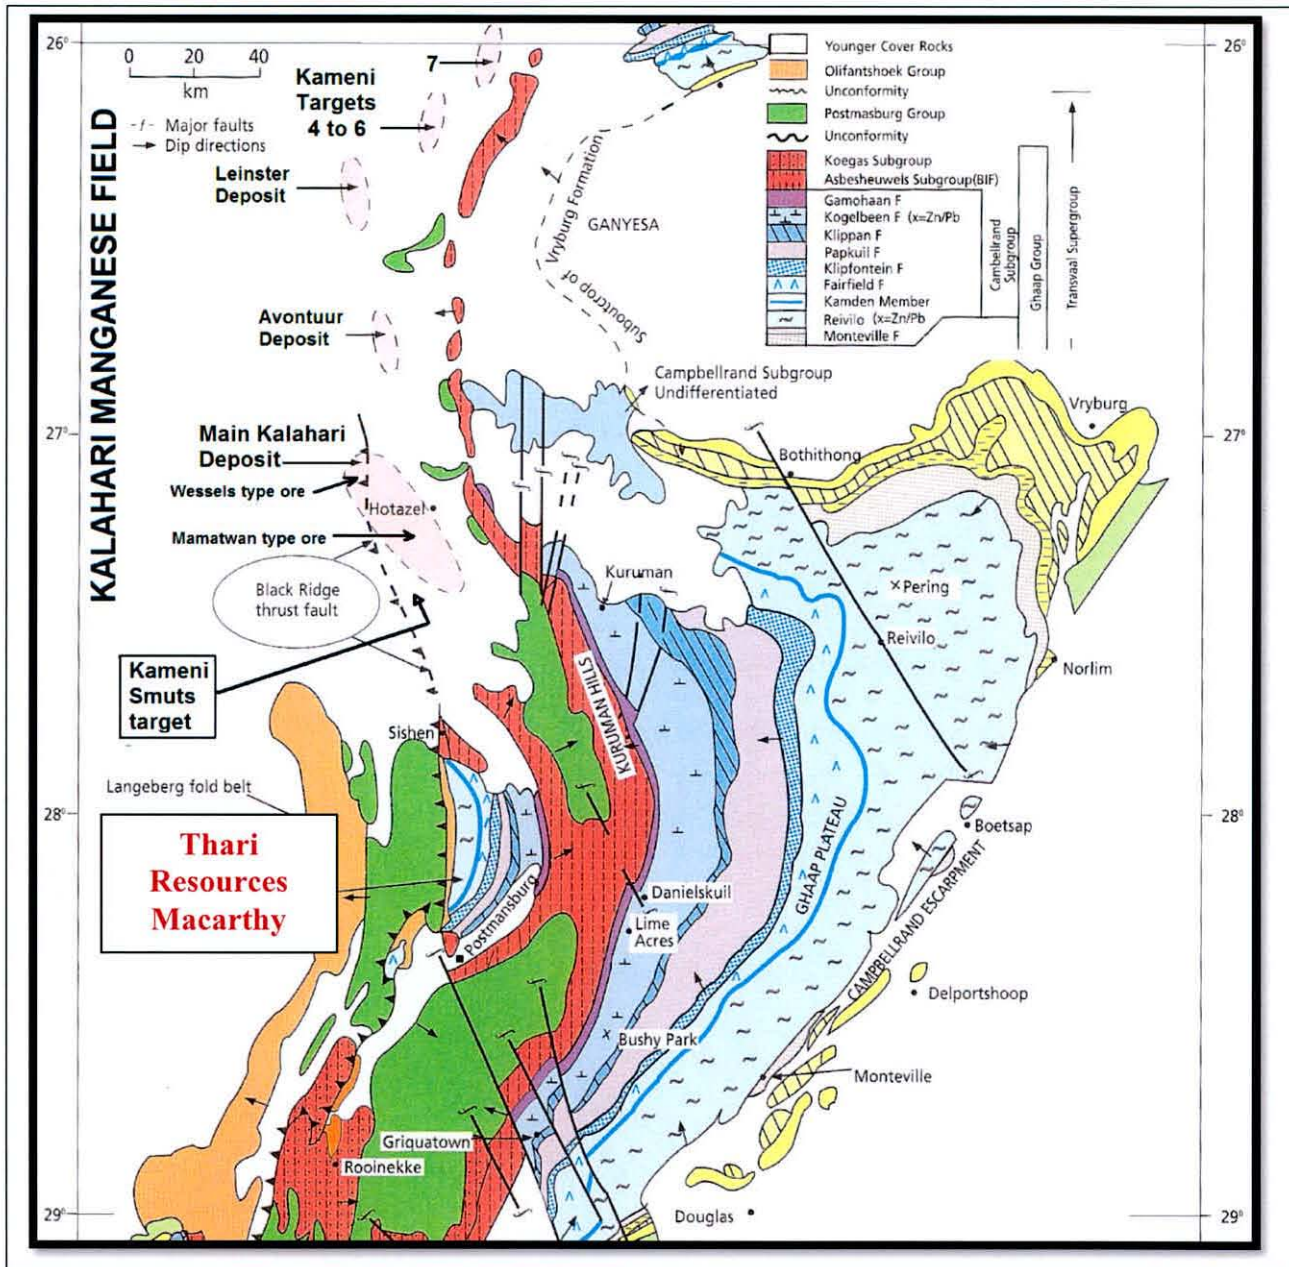 26°
26°
0 20 40
km
-ſ- Major faults
Dip directions
KALAHARI MANGANESE FIELD
7
Kameni
Targets
4 to 6
Leinster
Deposit
Avontuur
Deposit
Younger Cover Rocks
Olifantshoek Group
Unconformity
Postmasburg Group
Unconformity
Koegas Subgroup
Asbesheuwels Subgroup(BIF)
Gamohaan F
Kogelbeen F (x=Zn/Pb
Klippan F
Papkuil F
Klipfontein F
Fairfield F
Kamden Member
Reivilo (x=Zn/Pb
Monteville F
Cambellrand
Subgroup
Ghaap Group
Transvaal Supergroup
Vryburg Formation
Suboutcrop of
GANYESA
Campbellrand Subgroup
Undifferentiated
27°
27°
Vryburg
Bothithong
Main Kalahari
Deposit
Wessels type ore
Hotazel
Mamatwan type ore
Black Ridge
thrust fault
Kuruman
Pering
Reivilo
Norlim
Kameni
Smuts
target
KURUMAN HILLS
Sishen
Langeberg fold belt
28°
28°
Thari
Resources
Macarthy
Boetsap
GHAAP PLATEAU
CAMPBELLRAND ESCARPMENT
Danielskuil
Lime
Acres
Postmansburg
Delportshoop
Bushy Park
Monteville
Griquatown
Rooinekke
Douglas
29°
29°